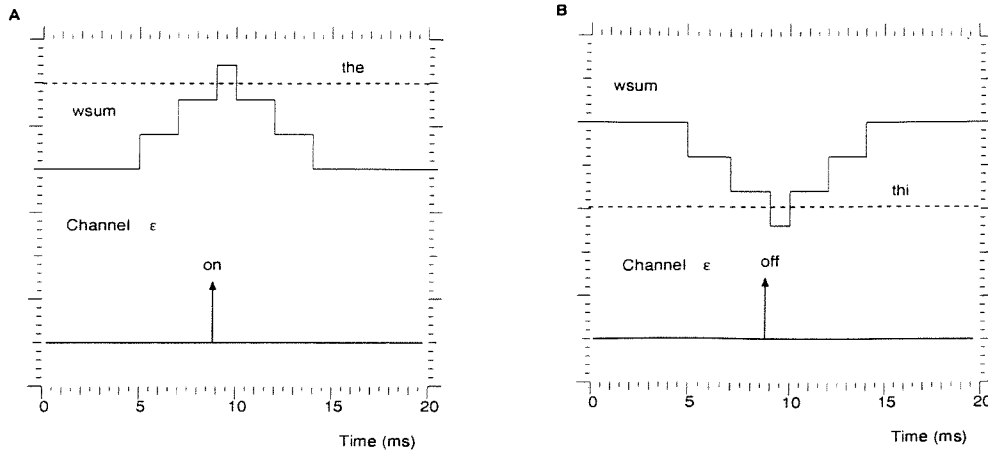 A
the
wsum
Channel ε
on
0 5 10 15 20
Time (ms)
B
wsum
thi
Channel ε off
0 5 10 15 20
Time (ms)